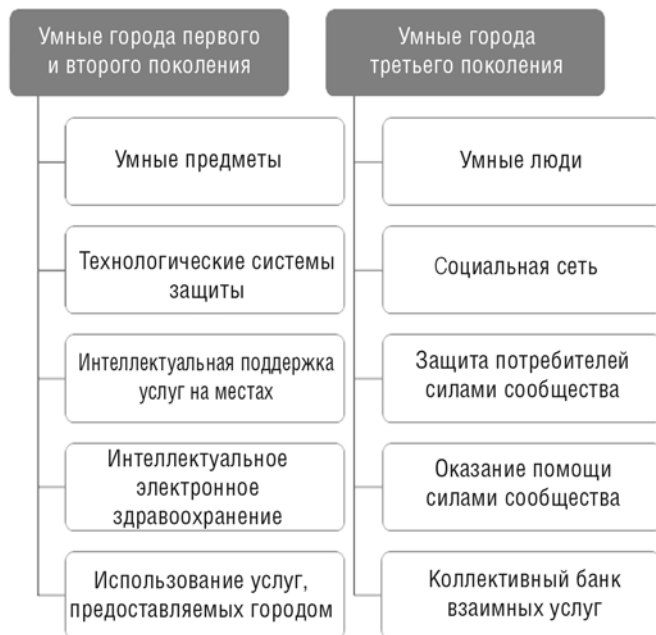 Умные города первого
и второго поколения
Умные предметы
Технологические системы
защиты
Интеллектуальная поддержка
услуг на местах
Интеллектуальное
электронное
здравоохранение
Использование услуг,
предоставляемых городом
Умные города
третьего поколения
Умные люди
Социальная сеть
Защита потребителей
силами сообщества
Оказание помощи
силами сообщества
Коллективный банк
взаимных услуг